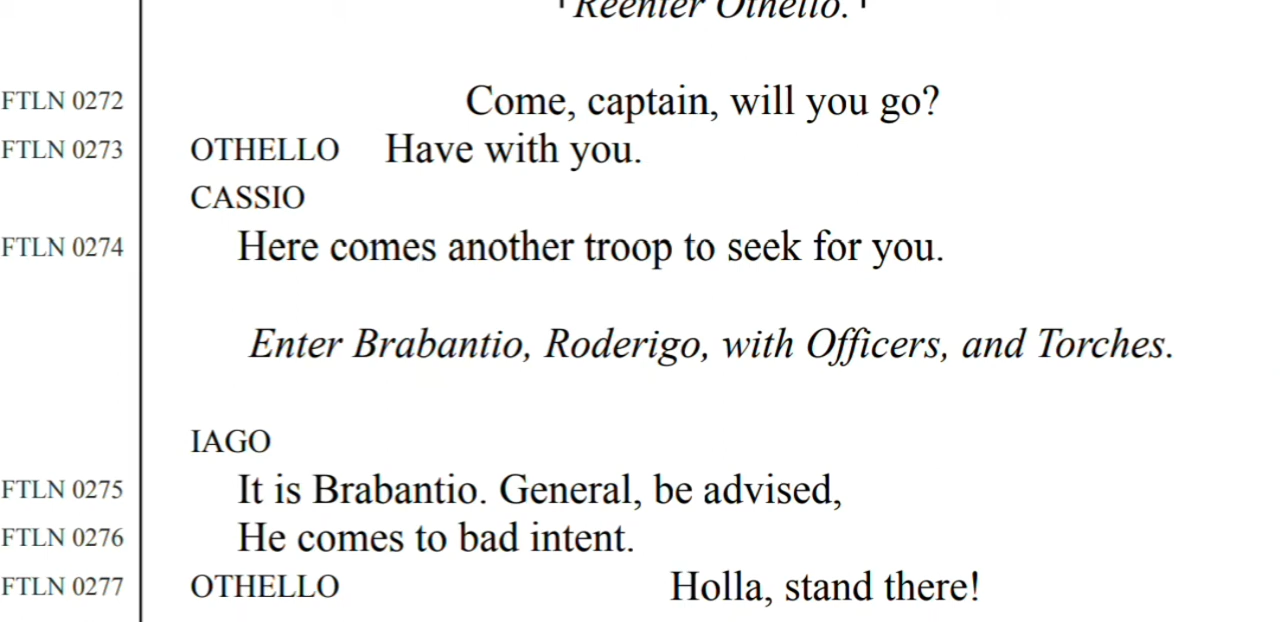 ⌜Reenter Othello.⌝
FTLN 0272 Come, captain, will you go?
FTLN 0273 OTHELLO Have with you.
CASSIO
FTLN 0274 Here comes another troop to seek for you.
Enter Brabantio, Roderigo, with Officers, and Torches.
IAGO
FTLN 0275 It is Brabantio. General, be advised,
FTLN 0276 He comes to bad intent.
FTLN 0277 OTHELLO Holla, stand there!